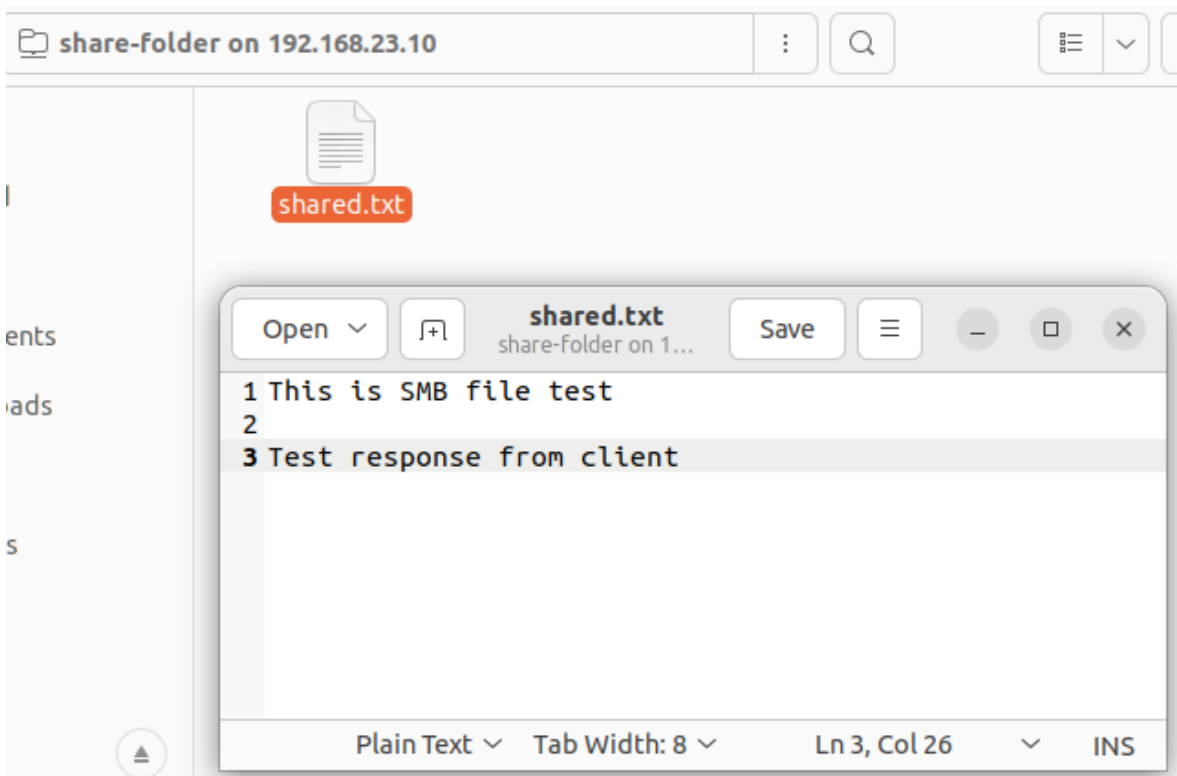 share-folder on 192.168.23.10
shared.txt
ents
oads
s
Open
shared.txt
share-folder on 1...
Save
1 This is SMB file test
2
3 Test response from client
Plain Text Tab Width: 8 Ln 3, Col 26 INS